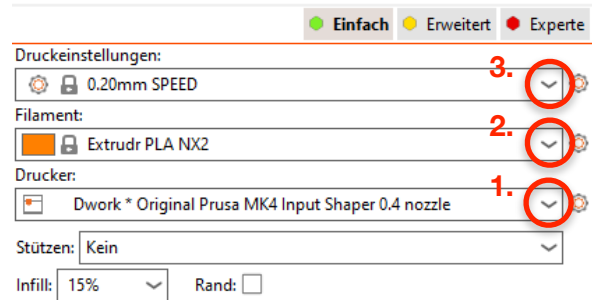 Einfach Erweitert Experte
Druckeinstellungen:
3.
0.20mm SPEED
Filament:
2.
Extrudr PLA NX2
Drucker:
1.
Dwork * Original Prusa MK4 Input Shaper 0.4 nozzle
Stützen: Kein
Infill: 15% Rand: